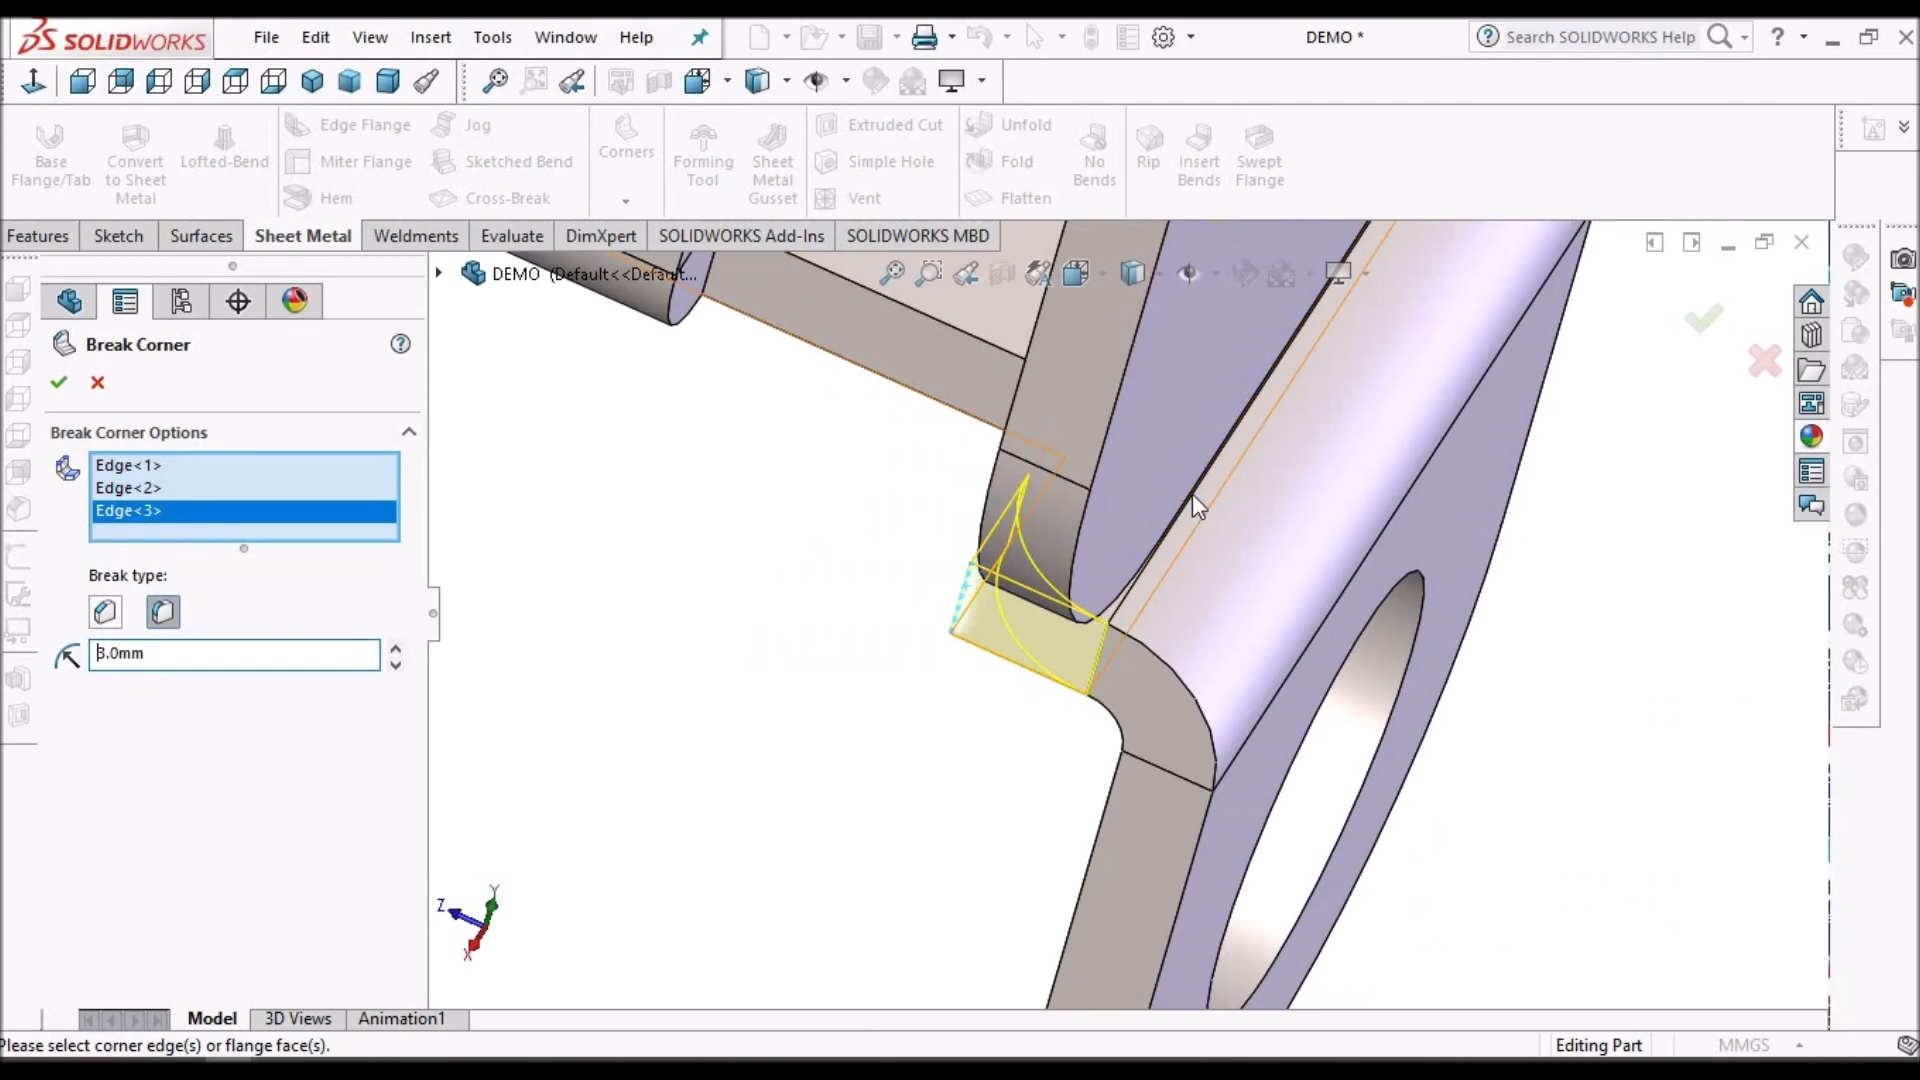 SOLIDWORKS File Edit View Insert Tools Window Help DEMO * Search SOLIDWORKS Help ?
Base Flange/Tab
Convert to Sheet Metal
Lofted-Bend
Edge Flange
Miter Flange
Hem
Jog
Sketched Bend
Cross-Break
Corners
Forming Tool
Sheet Metal Gusset
Extruded Cut
Simple Hole
Vent
Unfold
Fold
Flatten
No Bends
Rip
Insert Bends
Swept Flange
Features Sketch Surfaces Sheet Metal Weldments Evaluate DimXpert SOLIDWORKS Add-Ins SOLIDWORKS MBD
DEMO (Default<<Default...
Break Corner
Break Corner Options
Edge<1>
Edge<2>
Edge<3>
Break type:
3.0mm
Y
Z
X
Model 3D Views Animation1
Please select corner edge(s) or flange face(s). Editing Part MMGS